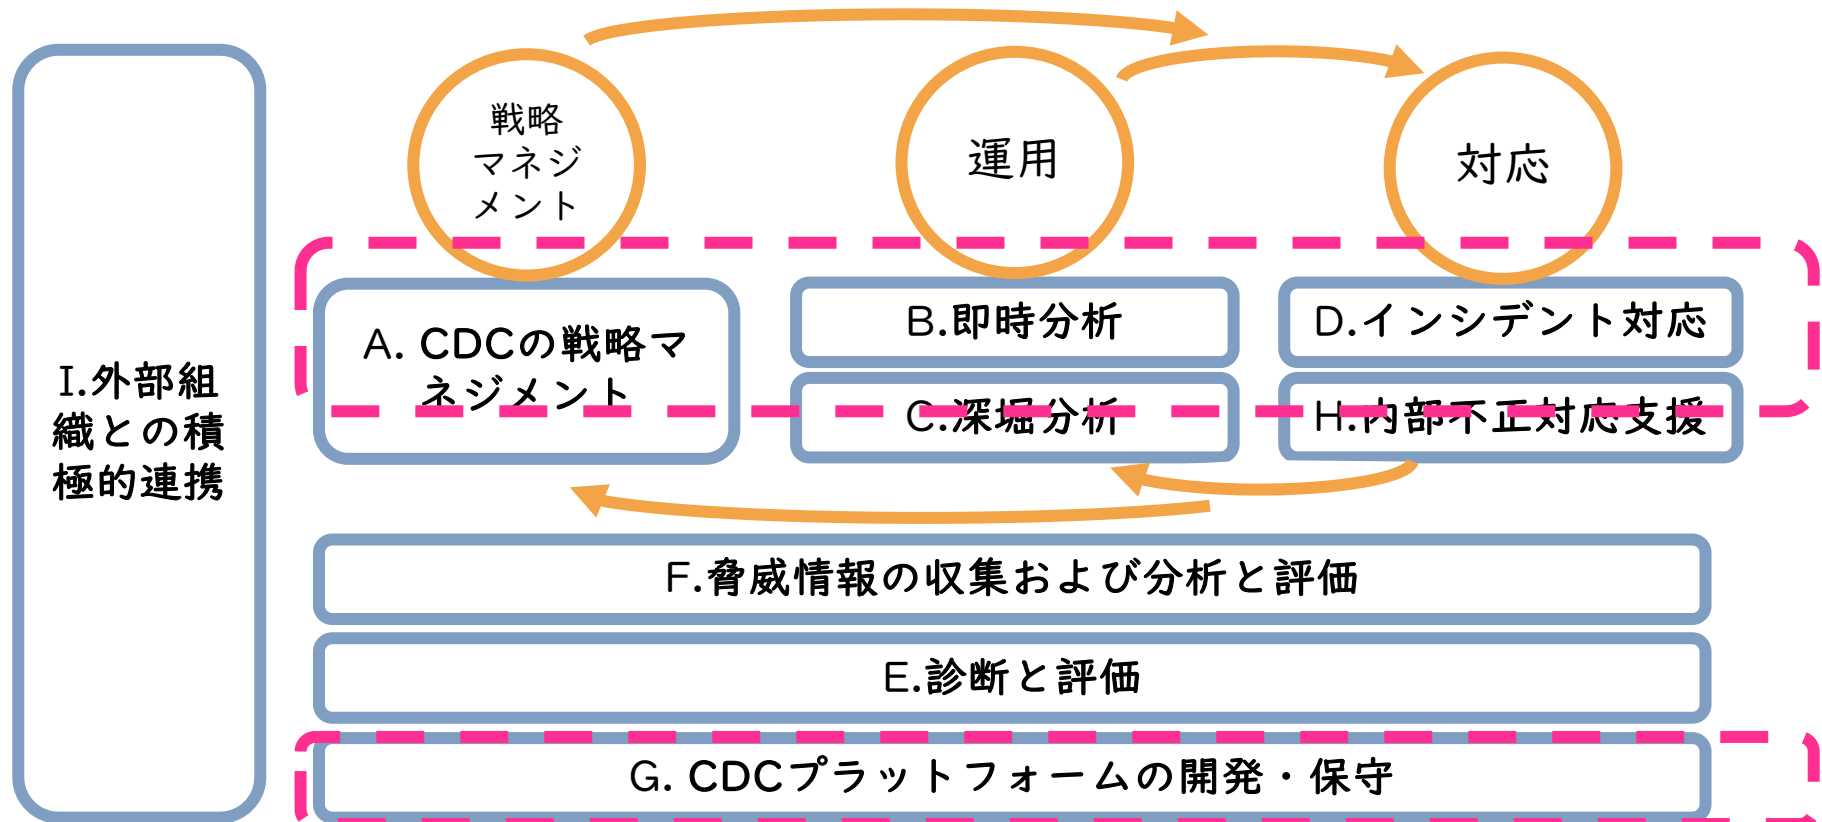 戦略
マネジ
メント
運用
対応
I.外部組
織との積
極的連携
A. CDCの戦略マ
ネジメント
B.即時分析
C.深堀分析
D.インシデント対応
H.内部不正対応支援
F.脅威情報の収集および分析と評価
E.診断と評価
G. CDCプラットフォームの開発・保守